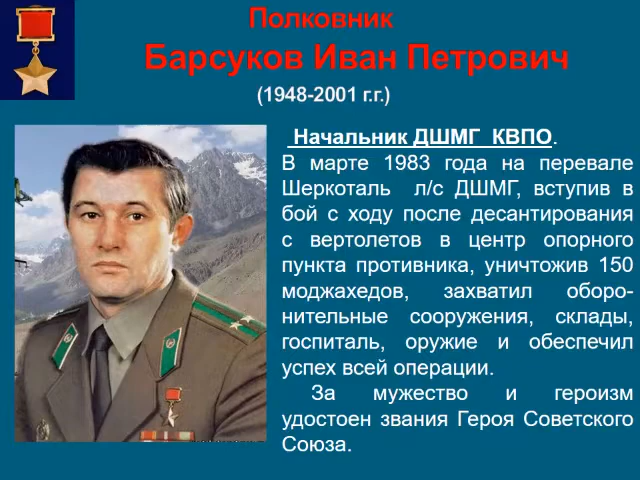 Полковник
Барсуков Иван Петрович
(1948-2001 г.г.)
Начальник ДШМГ КВПО.
В марте 1983 года на перевале
Шеркоталь л/с ДШМГ, вступив в
бой с ходу после десантирования
с вертолетов в центр опорного
пункта противника, уничтожив 150
моджахедов, захватил оборо-
нительные сооружения, склады,
госпиталь, оружие и обеспечил
успех всей операции.
За мужество и героизм
удостоен звания Героя Советского
Союза.